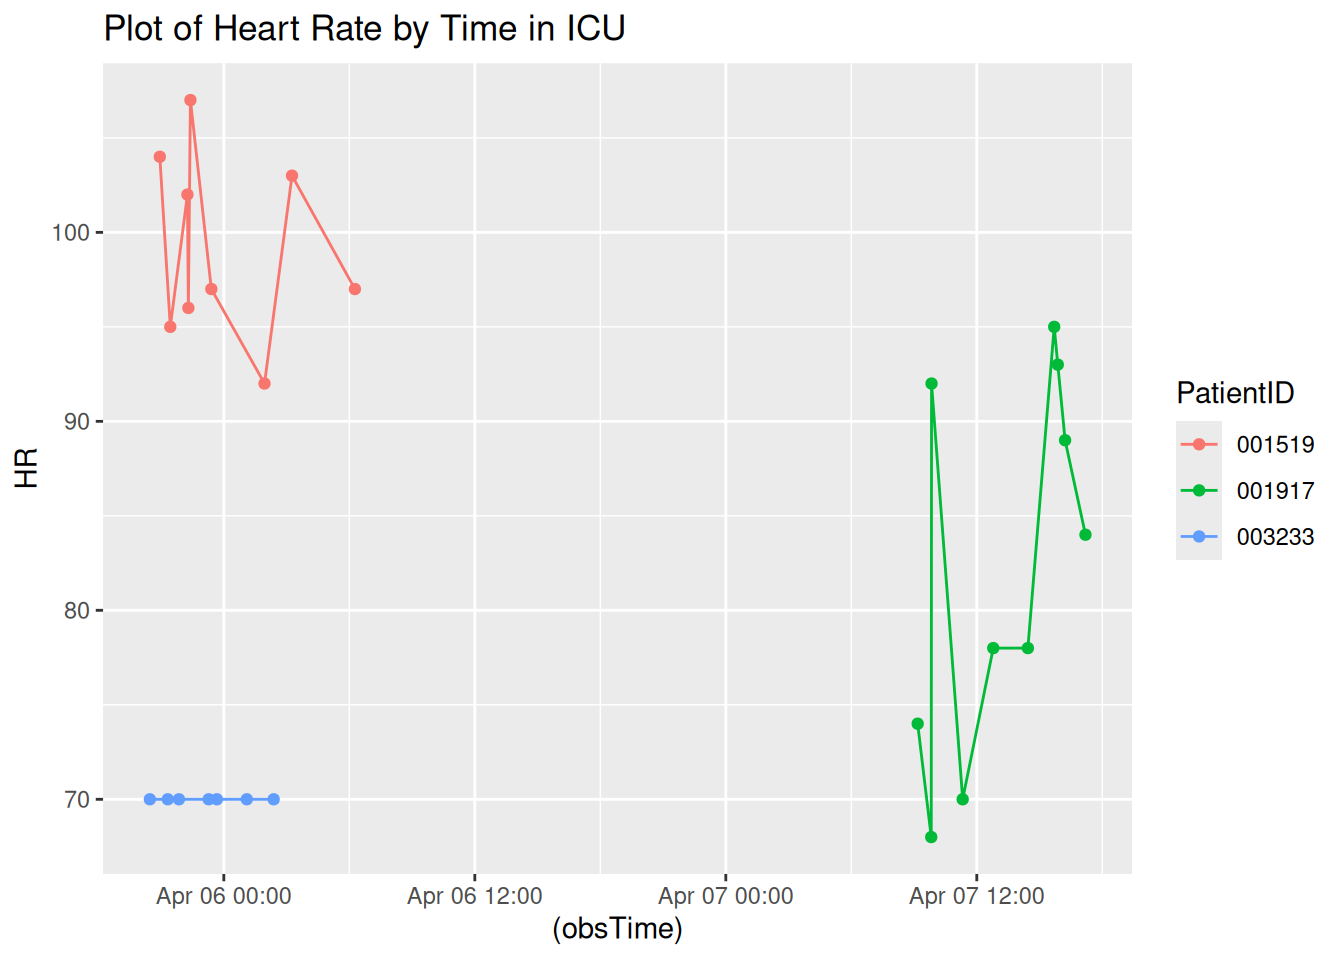 Plot of Heart Rate by Time in ICU
HR
100
90
80
70
Apr 06 00:00
Apr 06 12:00
Apr 07 00:00
Apr 07 12:00
(obsTime)
PatientID
001519
001917
003233